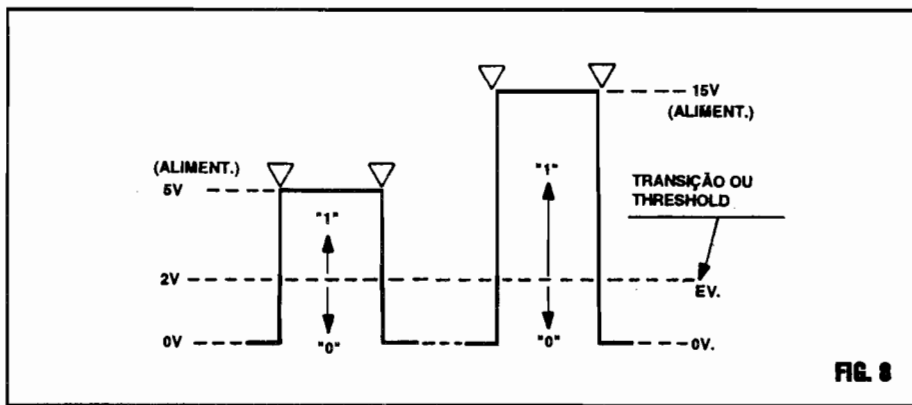 15V
(ALIMENT.)
(ALIMENT.)
5V
"1"
"1"
TRANSIÇÃO OU
THRESHOLD
2V
EV.
0V
"0"
"0"
0V.
FIG. 8